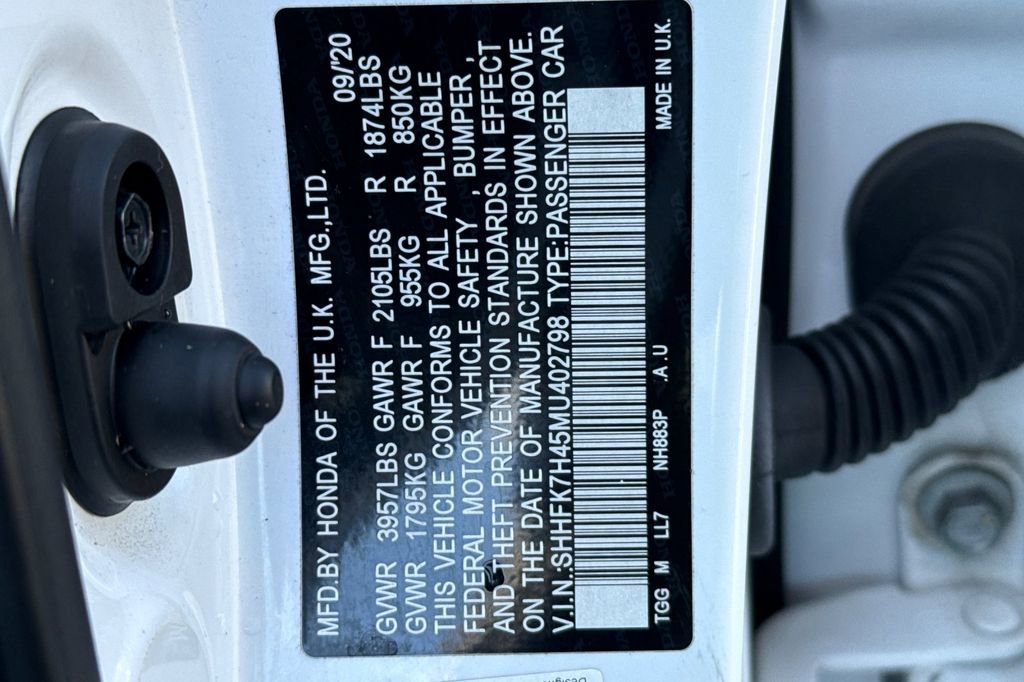 MFD.BY HONDA OF THE U.K. MFG.,LTD. 09/'20
GVWR 3957LBS GAWR F 2105LBS R 1874LBS
GVWR 1795KG GAWR F 955KG R 850KG
THIS VEHICLE CONFORMS TO ALL APPLICABLE
FEDERAL MOTOR VEHICLE SAFETY , BUMPER ,
AND THEFT PREVENTION STANDARDS IN EFFECT
ON THE DATE OF MANUFACTURE SHOWN ABOVE.
V.I.N.:SHHFK7H45MU402798 TYPE:PASSENGER CAR
TGG M LL7 NH883P .A.U MADE IN U.K.